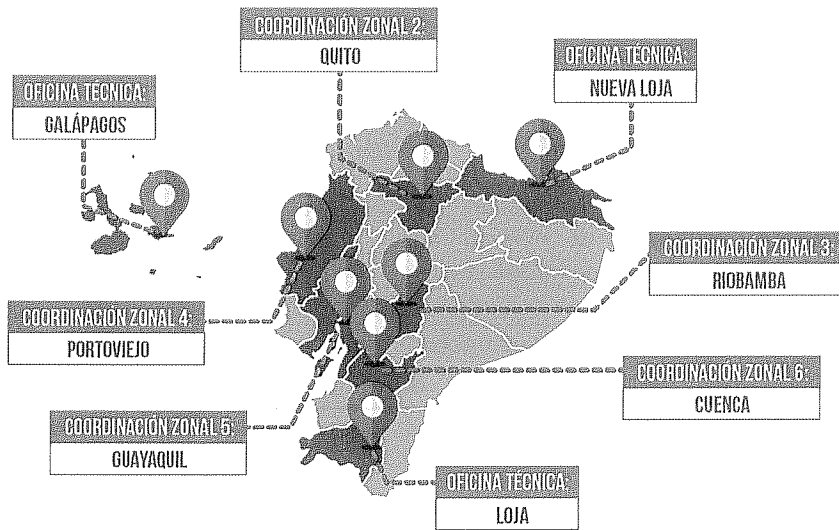 COORDINACIÓN ZONAL 2:
QUITO
OFICINA TÉCNICA:
NUEVA LOJA
OFICINA TÉCNICA:
GALÁPAGOS
COORDINACIÓN ZONAL 3:
RIOBAMBA
COORDINACIÓN ZONAL 4:
PORTOVIEJO
COORDINACIÓN ZONAL 6:
CUENCA
COORDINACIÓN ZONAL 5:
GUAYAQUIL
OFICINA TÉCNICA:
LOJA